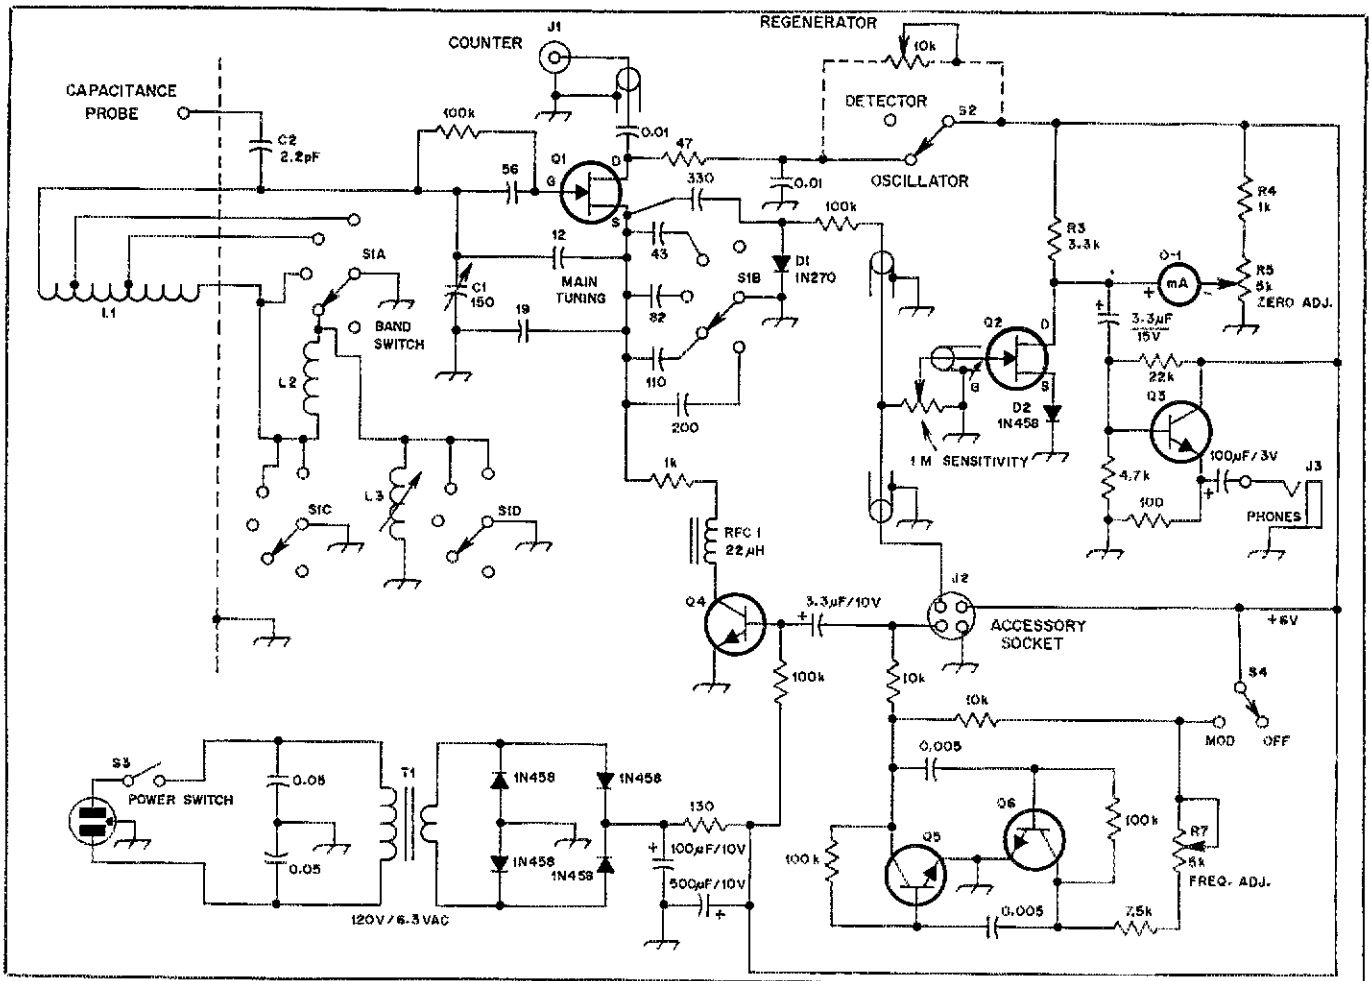 REGENERATOR
J1
COUNTER
10k
CAPACITANCE
PROBE
DETECTOR
S2
100k
C2
2.2pF
0.01
47
Q1
D
56
G
330
0.01
OSCILLATOR
S
100k
R4
1k
R3
3.3k
12
43
S1A
MAIN
TUNING
D1
1N270
C1
150
S1B
0-1
mA
+
-
R5
5k
ZERO ADJ.
L1
BAND
SWITCH
19
82
Q2
D
+
3.3µF
15V
110
G
S
22k
L2
D2
1N458
Q3
200
1M SENSITIVITY
100µF/3V
J3
1k
4.7k
+
100
PHONES
L3
S1C
S1D
RFC 1
22µH
J2
Q4
+
3.3µF/10V
ACCESSORY
SOCKET
+6V
100k
10k
S4
10k
MOD
OFF
S3
POWER SWITCH
0.05
T1
1N458
1N458
0.005
Q6
130
100k
R7
5k
FREQ. ADJ.
0.05
1N458
1N458
+
100µF/10V
100k
Q5
500µF/10V
+
0.005
7.5k
120V/6.3VAC